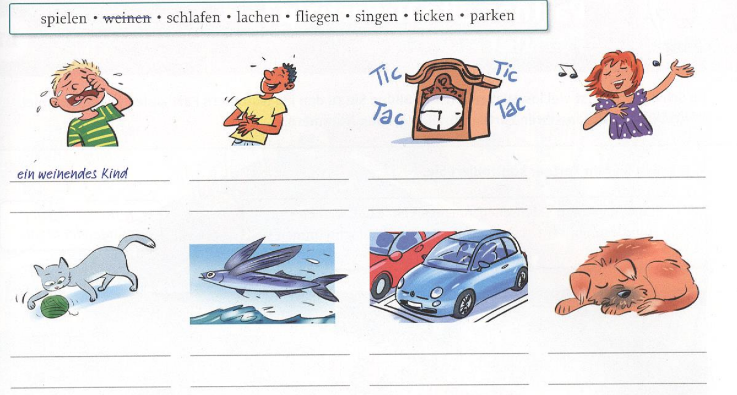 spielen • weinen • schlafen • lachen • fliegen • singen • ticken • parken
Tic Tic
Tac Tac
ein weinendes Kind